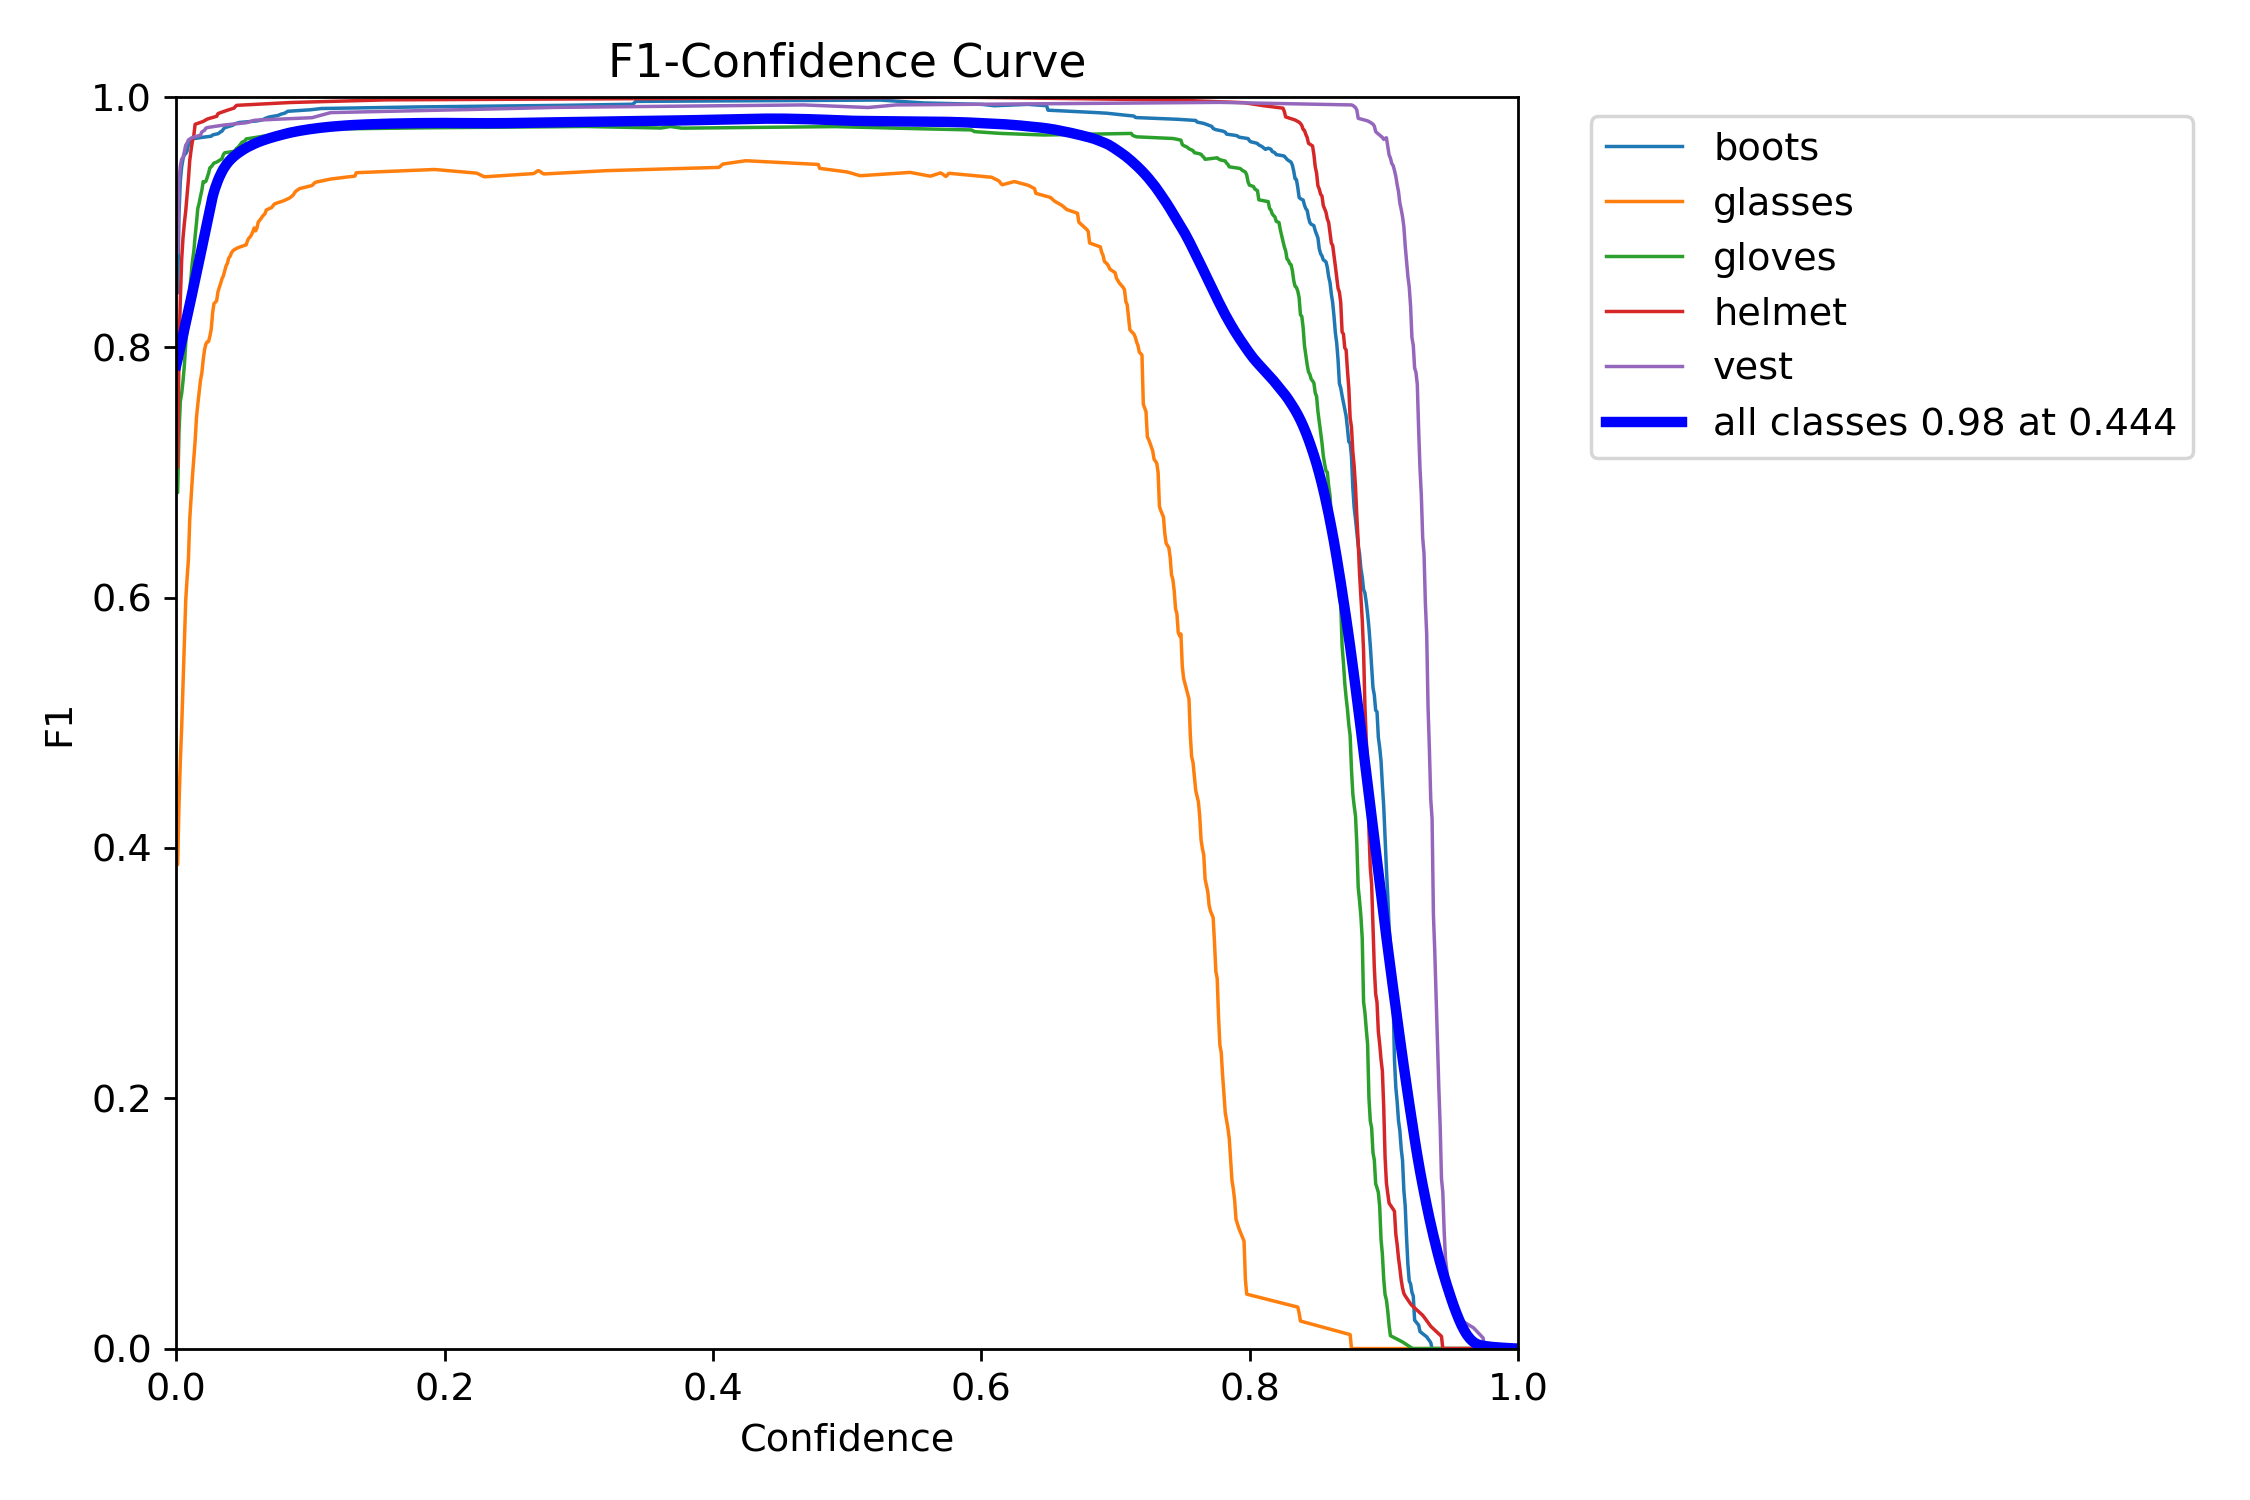 F1-Confidence Curve
1.0
0.8
0.6
0.4
0.2
0.0
F1
0.0 0.2 0.4 0.6 0.8 1.0
Confidence
boots
glasses
gloves
helmet
vest
all classes 0.98 at 0.444